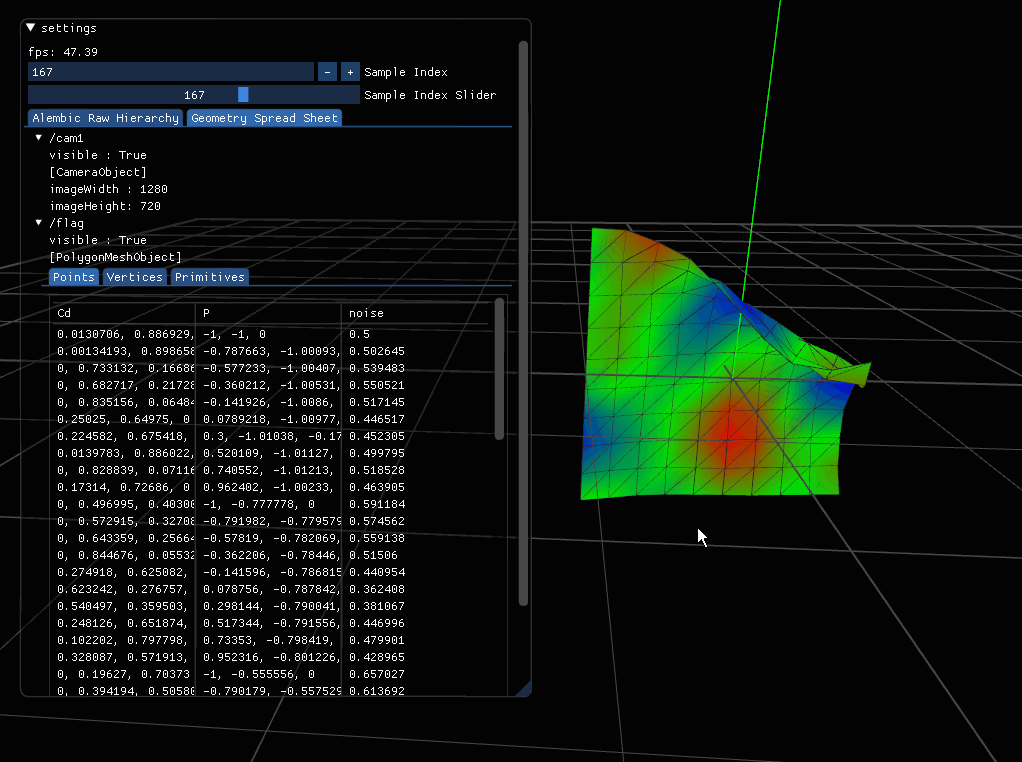 settings
fps: 47.39
167 - + Sample Index
167 Sample Index Slider
Alembic Raw Hierarchy Geometry Spread Sheet
/cam1
visible : True
[CameraObject]
imageWidth : 1280
imageHeight: 720
/flag
visible : True
[PolygonMeshObject]
Points Vertices Primitives
Cd P noise
0.0130706, 0.886929, -1, -1, 0 0.5
0.00134193, 0.898658 -0.787663, -1.00093, 0.502645
0, 0.733132, 0.16686 -0.577233, -1.00407, 0.539483
0, 0.682717, 0.21728 -0.360212, -1.00531, 0.550521
0, 0.835156, 0.06484 -0.141926, -1.0086, 0.517145
0.25025, 0.64975, 0 0.0789218, -1.00977, 0.446517
0.224582, 0.675418, 0.3, -1.01038, -0.17 0.452305
0.0139783, 0.886022, 0.520109, -1.01127, 0.499795
0, 0.828839, 0.07116 0.740552, -1.01213, 0.518528
0.17314, 0.72686, 0 0.962402, -1.00233, 0.463905
0, 0.496995, 0.40300 -1, -0.777778, 0 0.591184
0, 0.572915, 0.32708 -0.791982, -0.779579 0.574562
0, 0.643359, 0.25664 -0.57819, -0.782069, 0.559138
0, 0.844676, 0.05532 -0.362206, -0.78446, 0.51506
0.274918, 0.625082, -0.141596, -0.786815 0.440954
0.623242, 0.276757, 0.078756, -0.787842, 0.362408
0.540497, 0.359503, 0.298144, -0.790041, 0.381067
0.248126, 0.651874, 0.517344, -0.791556, 0.446996
0.102202, 0.797798, 0.73353, -0.798419, 0.479901
0.328087, 0.571913, 0.952316, -0.801226, 0.428965
0, 0.19627, 0.70373 -1, -0.555556, 0 0.657027
0, 0.394194, 0.50580 -0.790179, -0.557529 0.613692